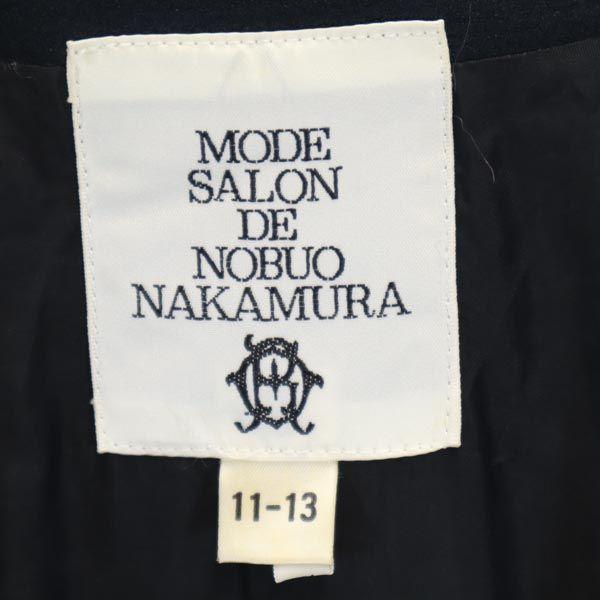 MODE
SALON
DE
NOBUO
NAKAMURA
11-13